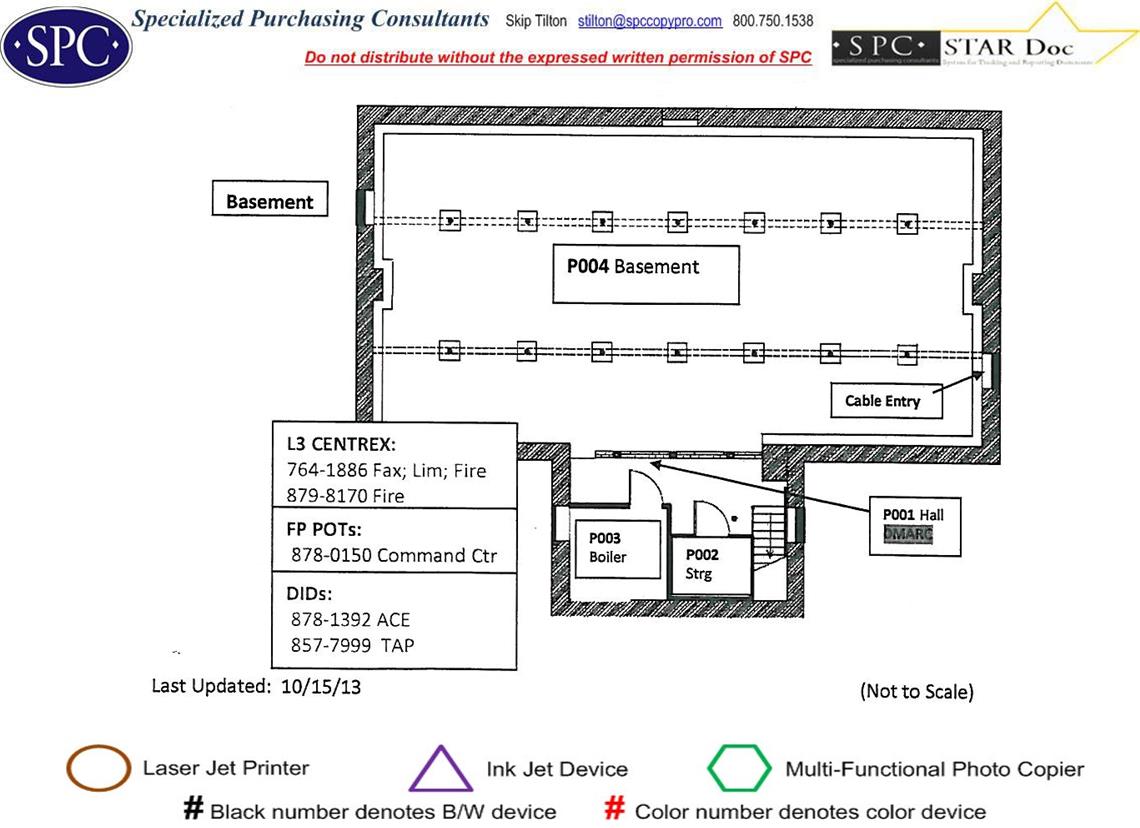 SPC
Specialized Purchasing Consultants Skip Tilton stilton@spccopypro.com 800.750.1538
Do not distribute without the expressed written permission of SPC
• S P C • STAR Doc
specialized purchasing consultants System for Tracking and Reporting Documents
Basement
P004 Basement
Cable Entry
L3 CENTREX:
764-1886 Fax; Lim; Fire
879-8170 Fire
FP POTs:
878-0150 Command Ctr
DIDs:
878-1392 ACE
857-7999 TAP
P001 Hall
DMARC
P003
Boiler
P002
Strg
Last Updated: 10/15/13
(Not to Scale)
Laser Jet Printer
Ink Jet Device
Multi-Functional Photo Copier
# Black number denotes B/W device
# Color number denotes color device